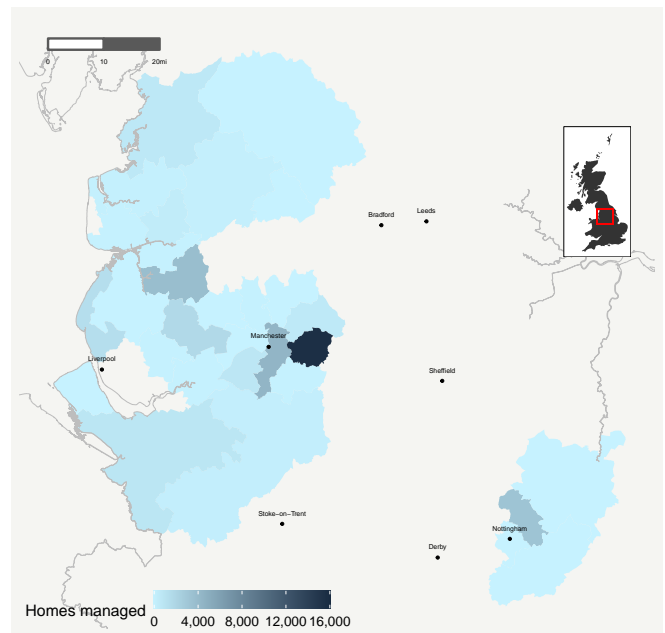 0 10 20mi
Bradford
Leeds
Manchester
Liverpool
Sheffield
Stoke−on−Trent
Nottingham
Derby
Homes managed
0 4,000 8,000 12,000 16,000